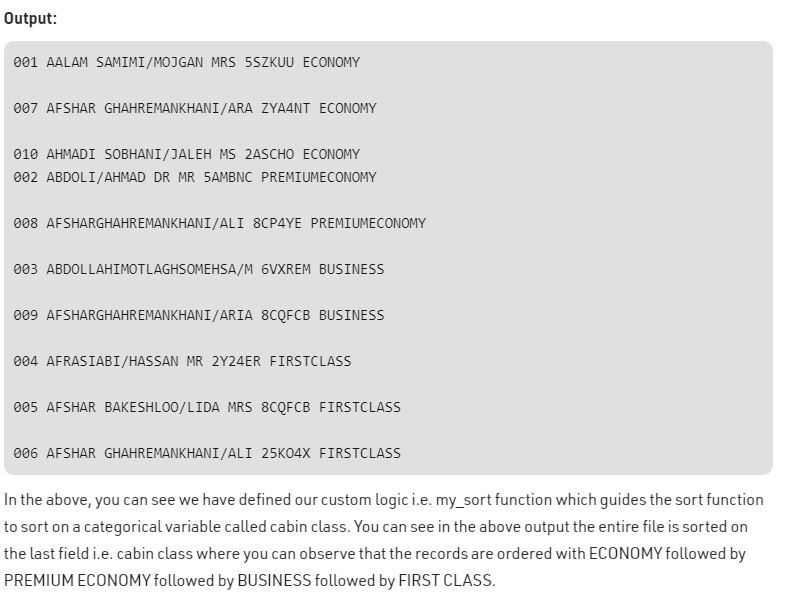 Output:
001 AALAM SAMIMI/MOJGAN MRS 5SZKUU ECONOMY
007 AFSHAR GHAHREMANKHANI/ARA ZYA4NT ECONOMY
010 AHMADI SOBHANI/JALEH MS 2ASCHO ECONOMY
002 ABDOLI/AHMAD DR MR 5AMBNC PREMIUMECONOMY
008 AFSHARGHAHREMANKHANI/ALI 8CP4YE PREMIUMECONOMY
003 ABDOLLAHIMOTLAGHSOMEHSA/M 6VXREM BUSINESS
009 AFSHARGHAHREMANKHANI/ARIA 8CQFCB BUSINESS
004 AFRASIABI/HASSAN MR 2Y24ER FIRSTCLASS
005 AFSHAR BAKESHLOO/LIDA MRS 8CQFCB FIRSTCLASS
006 AFSHAR GHAHREMANKHANI/ALI 25KO4X FIRSTCLASS
In the above, you can see we have defined our custom logic i.e. my_sort function which guides the sort function
to sort on a categorical variable called cabin class. You can see in the above output the entire file is sorted on
the last field i.e. cabin class where you can observe that the records are ordered with ECONOMY followed by
PREMIUM ECONOMY followed by BUSINESS followed by FIRST CLASS.